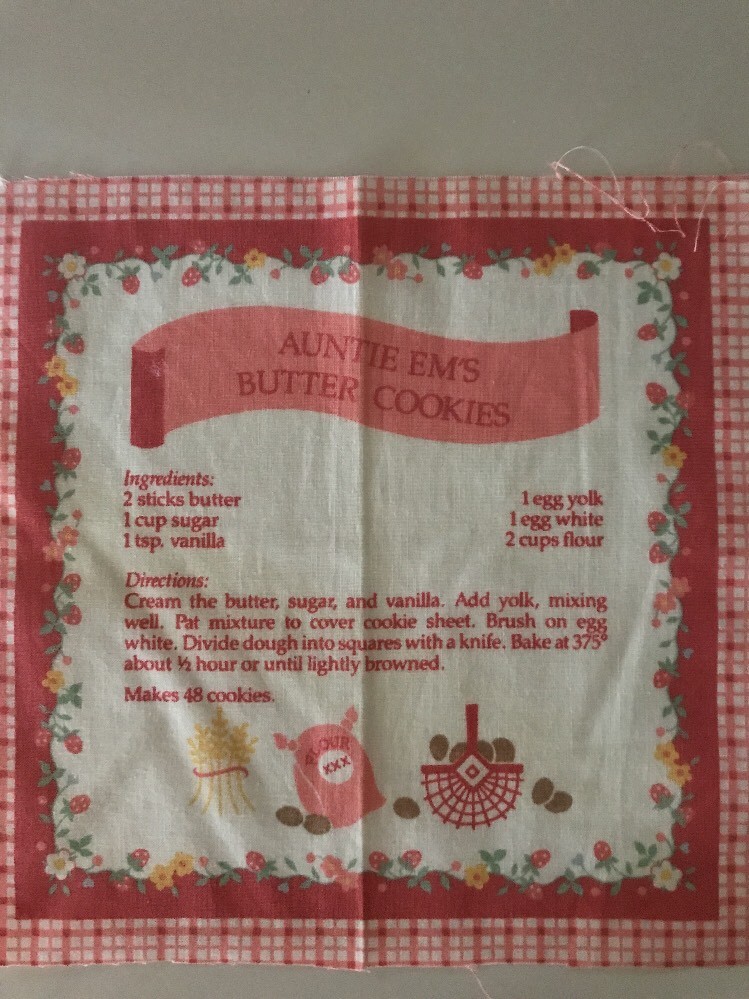 AUNTIE EM'S
BUTTER COOKIES
Ingredients:
2 sticks butter
1 cup sugar
1 tsp. vanilla
1 egg yolk
1 egg white
2 cups flour
Directions:
Cream the butter, sugar, and vanilla. Add yolk, mixing
well. Pat mixture to cover cookie sheet. Brush on egg
white. Divide dough into squares with a knife. Bake at 375°
about ½ hour or until lightly browned.
Makes 48 cookies.
FLOUR
XXX